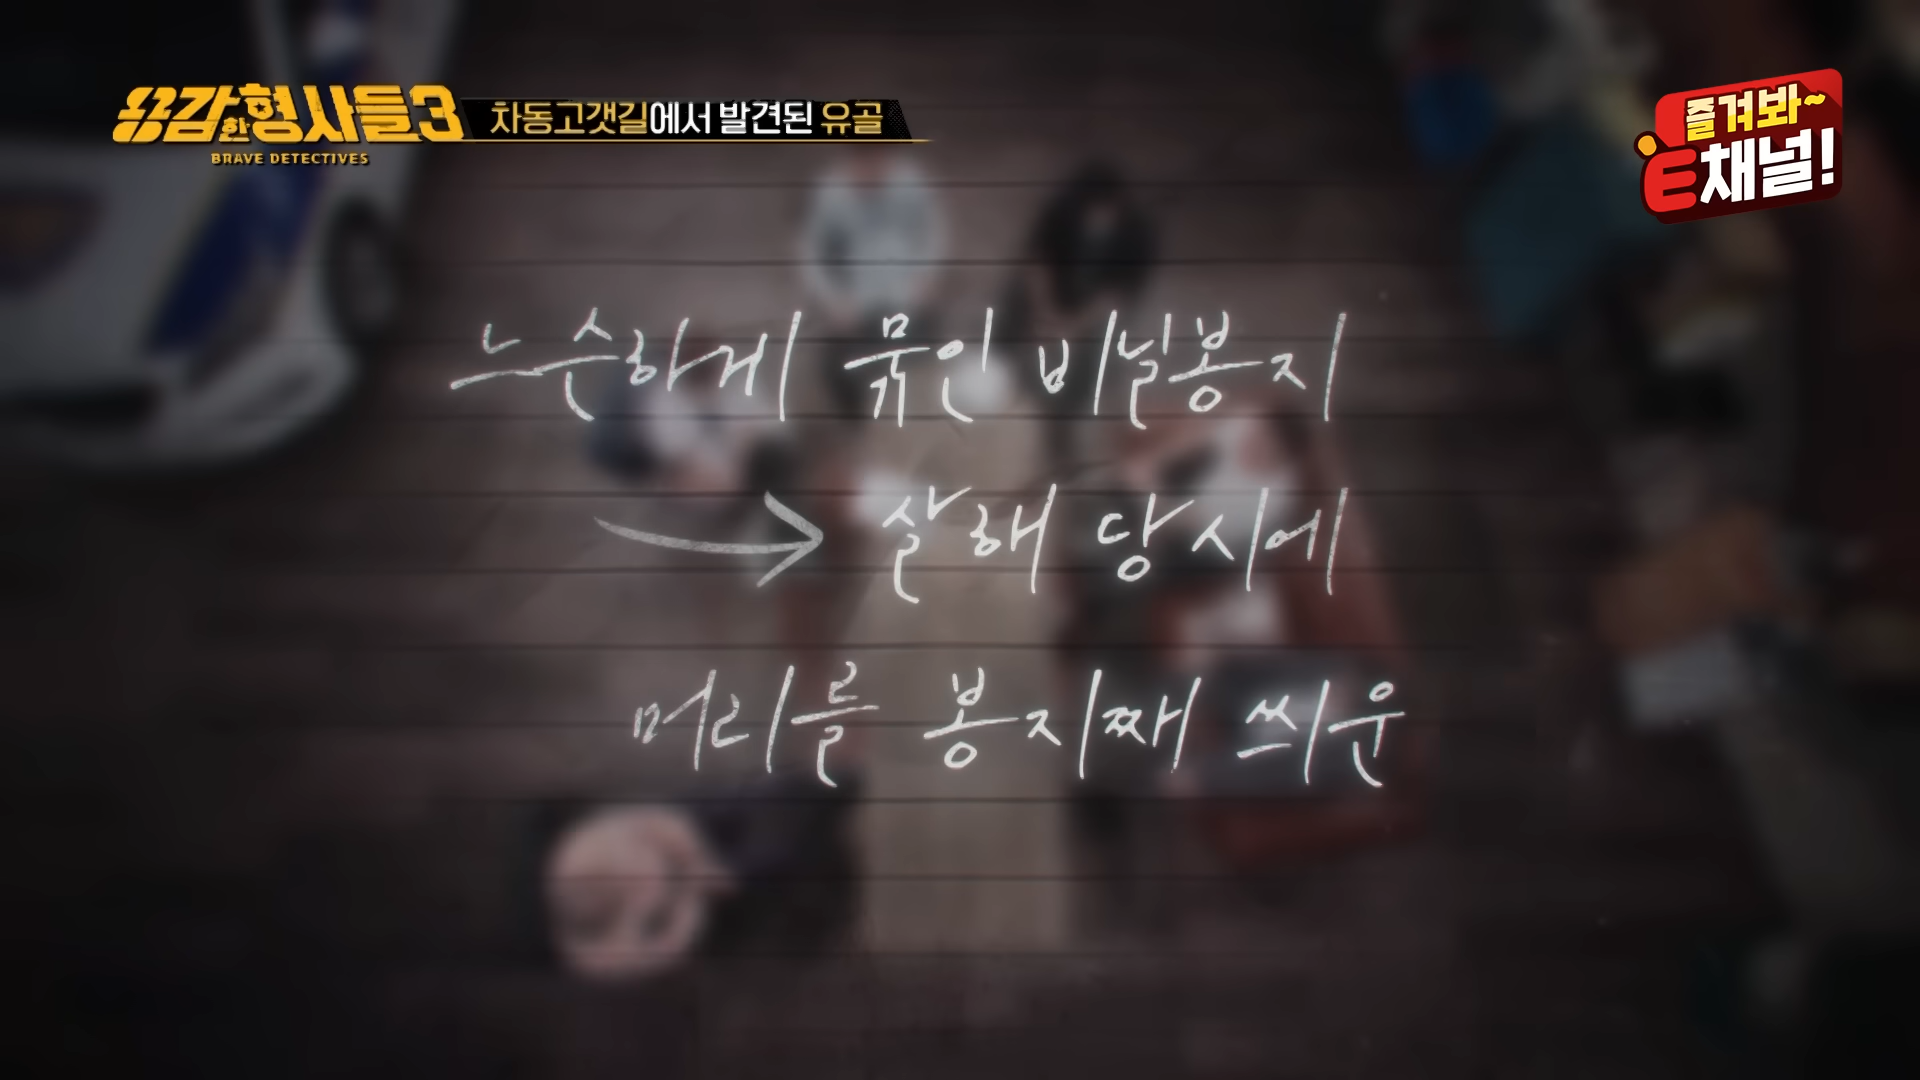 용감한형사들3
BRAVE DETECTIVES
차동고갯길에서 발견된 유골
즐겨봐~
E채널!
느슨하게 묶인 비닐봉지
→ 살해 당시에
머리를 봉지째 씌운